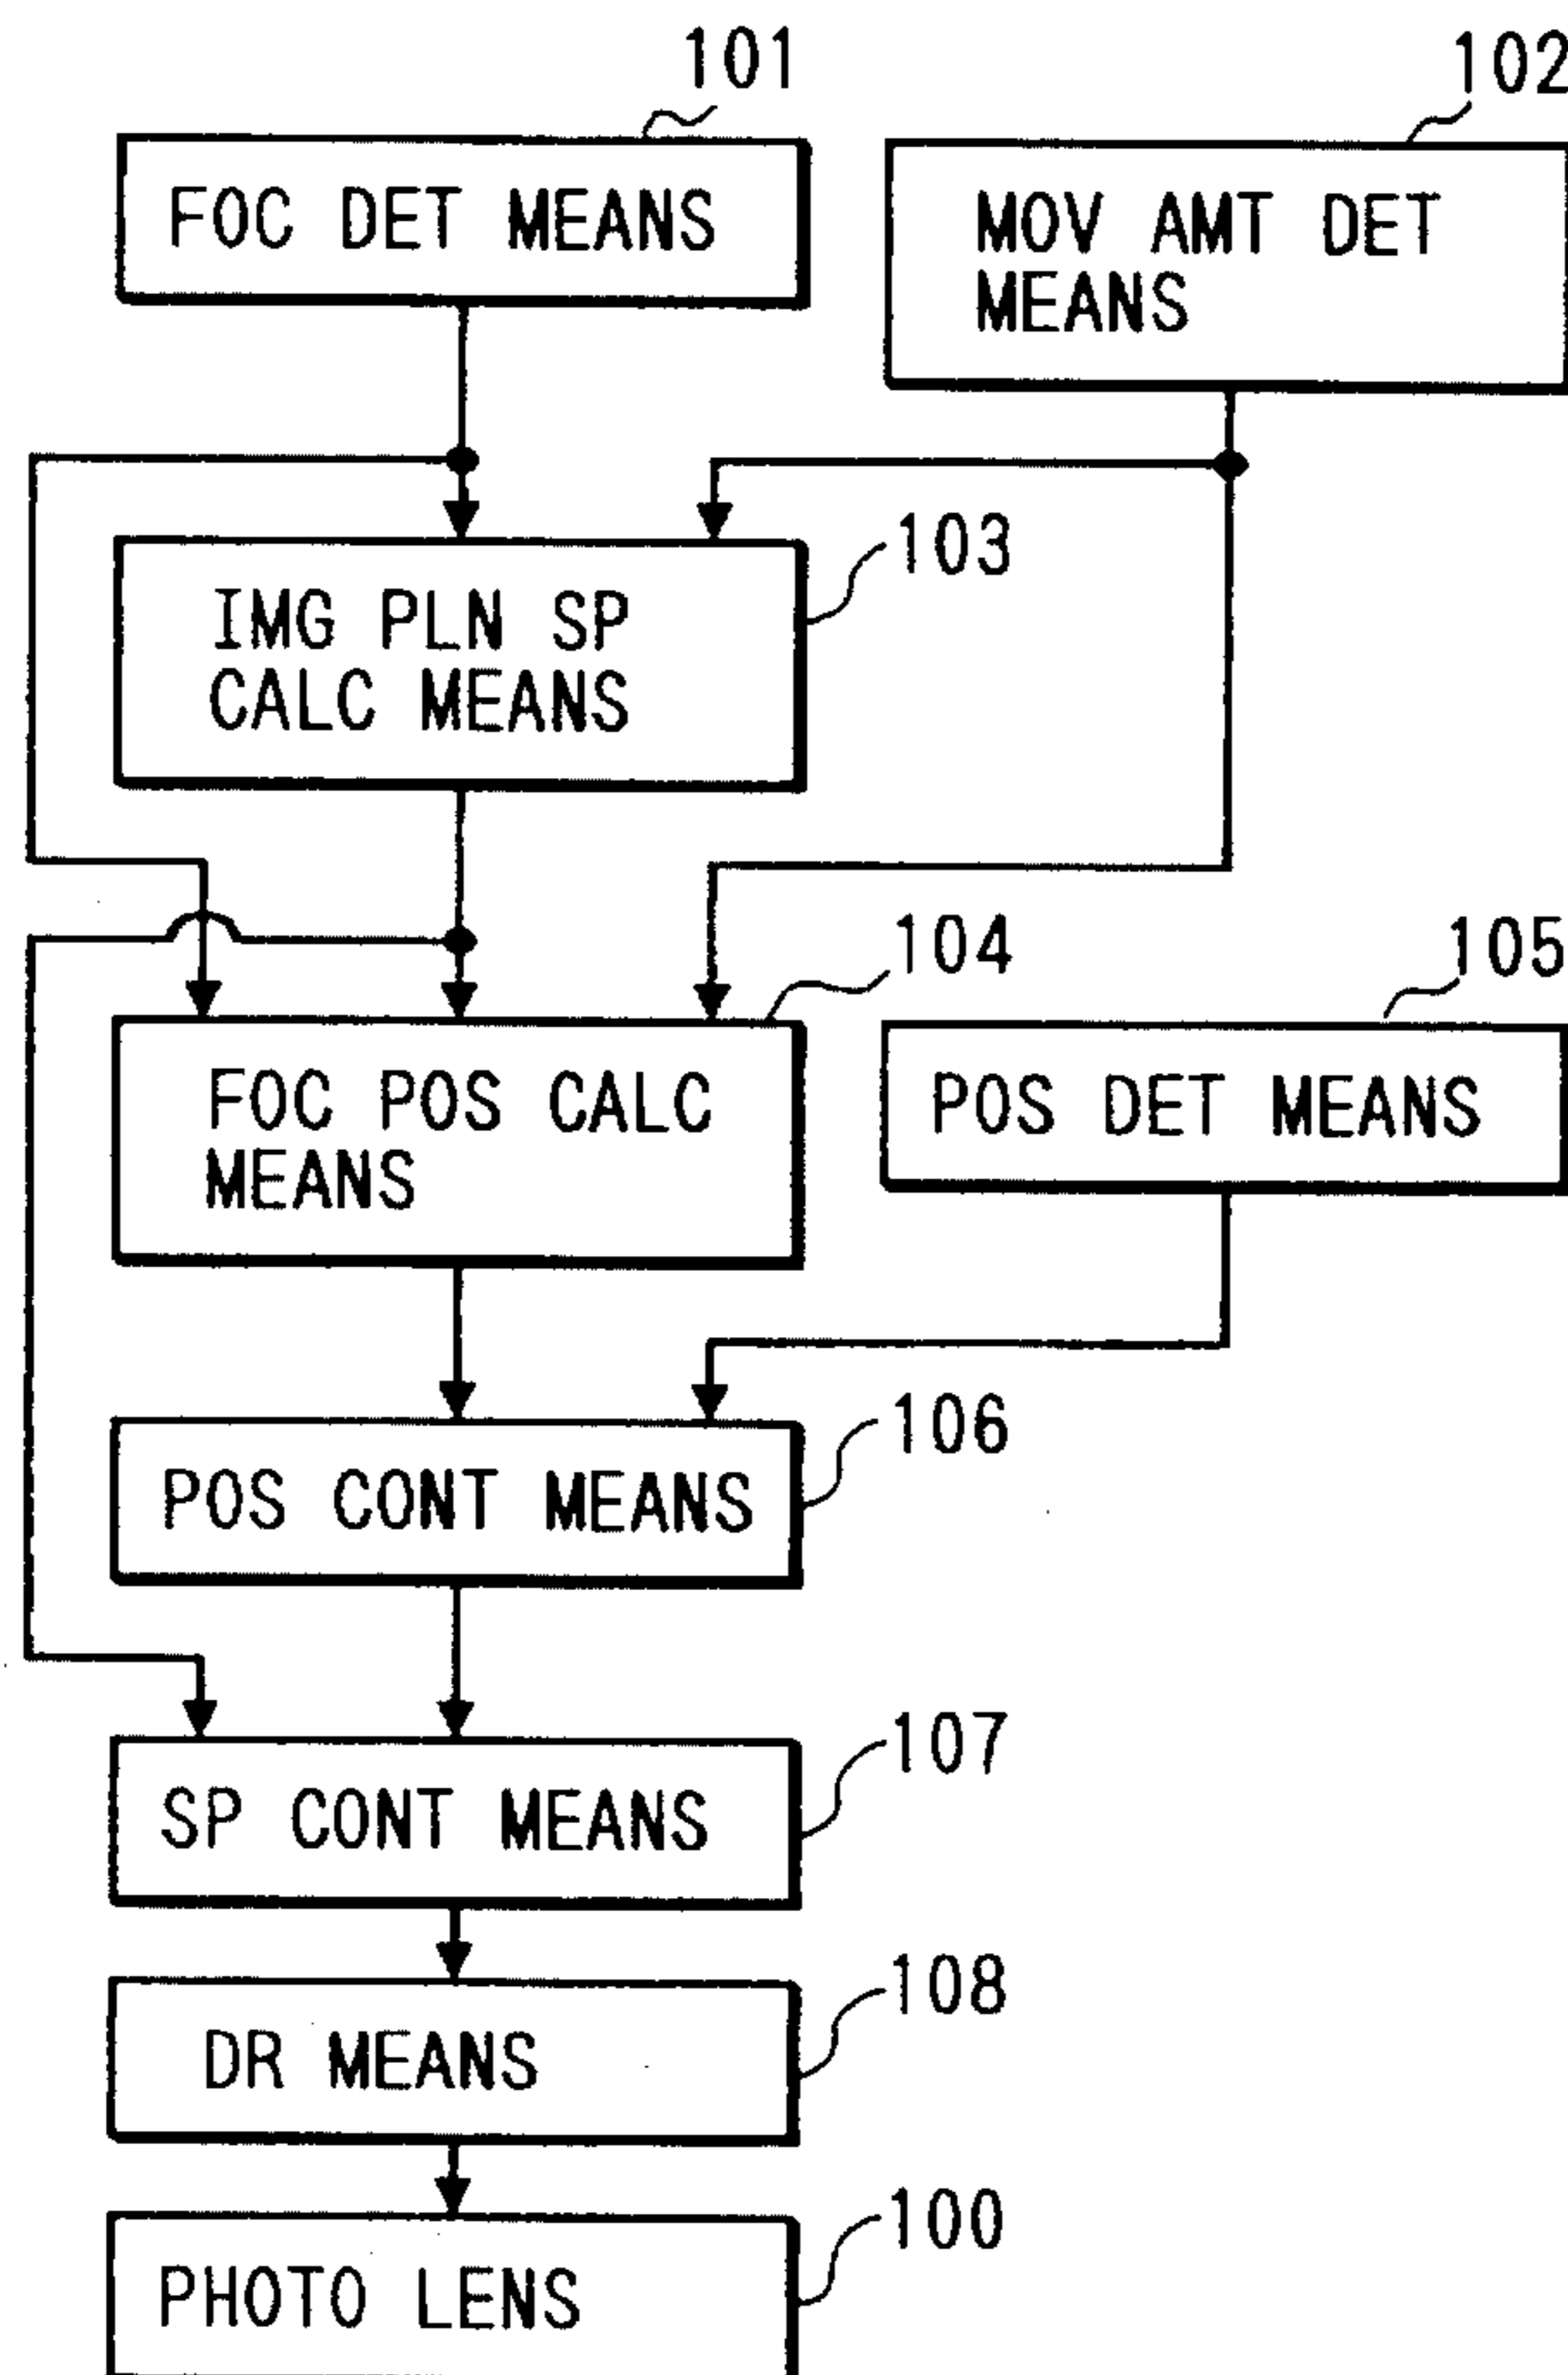 101
102
FOC DET MEANS
MOV AMT DET
MEANS
103
IMG PLN SP
CALC MEANS
104
105
FOC POS CALC
MEANS
POS DET MEANS
106
POS CONT MEANS
107
SP CONT MEANS
108
DR MEANS
100
PHOTO LENS